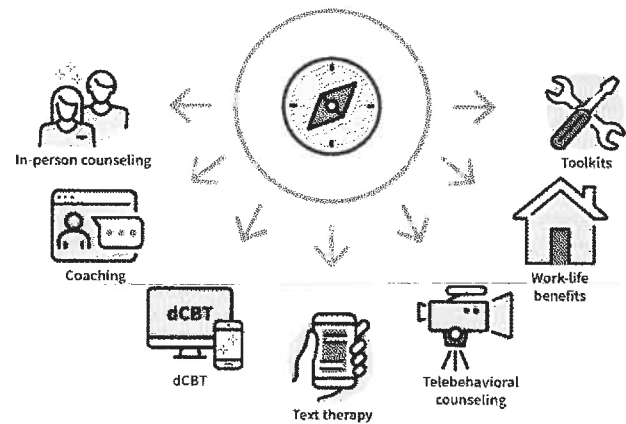 In-person counseling
Toolkits
Coaching
Work-life
benefits
dCBT
dCBT
Text therapy
Telebehavioral
counseling